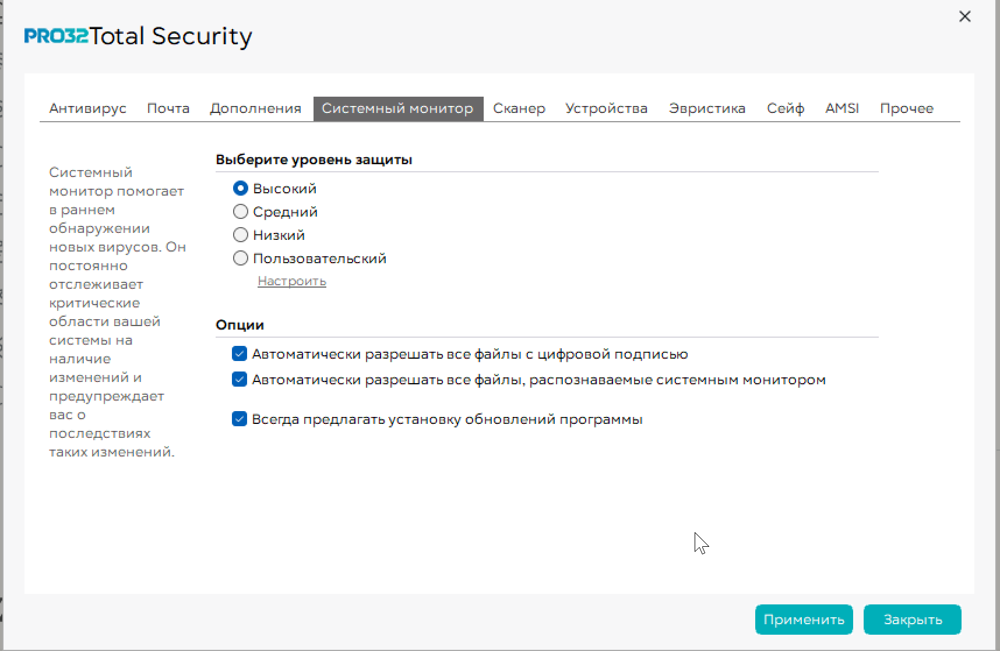 PRO32 Total Security
Антивирус Почта Дополнения Системный монитор Сканер Устройства Эвристика Сейф AMSI Прочее
Системный
монитор помогает
в раннем
обнаружении
новых вирусов. Он
постоянно
отслеживает
критические
области вашей
системы на
наличие
изменений и
предупреждает
вас о
последствиях
таких изменений.
Выберите уровень защиты
Высокий
Средний
Низкий
Пользовательский
Настроить
Опции
Автоматически разрешать все файлы с цифровой подписью
Автоматически разрешать все файлы, распознаваемые системным монитором
Всегда предлагать установку обновлений программы
Применить Закрыть